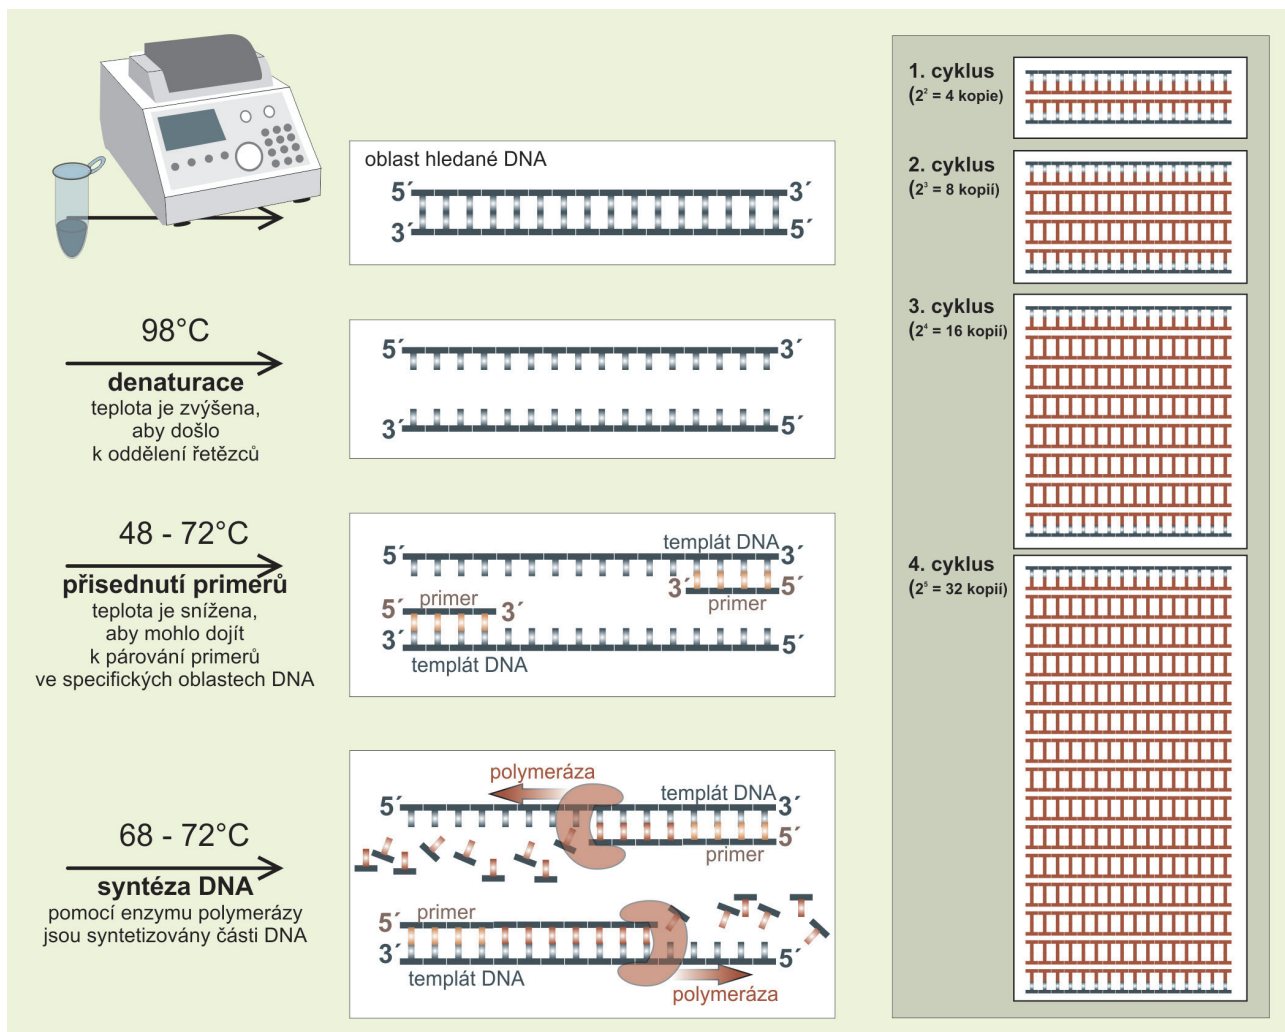 oblast hledané DNA
5´ 3´
3´ 5´
98°C
denaturace
teplota je zvýšena,
aby došlo
k oddělení řetězců
5´ 3´
3´ 5´
48 - 72°C
přisednutí primerů
teplota je snížena,
aby mohlo dojít
k párování primerů
ve specifických oblastech DNA
templát DNA
5´ 3´
3´ 5´
primer
primer
5´ 3´
3´ 5´
templát DNA
68 - 72°C
syntéza DNA
pomocí enzymu polymerázy
jsou syntetizovány části DNA
polymeráza
templát DNA
5´ 3´
5´
primer
primer
5´
3´ 5´
templát DNA
polymeráza
1. cyklus
(2² = 4 kopie)
2. cyklus
(2³ = 8 kopií)
3. cyklus
(2⁴ = 16 kopií)
4. cyklus
(2⁵ = 32 kopií)